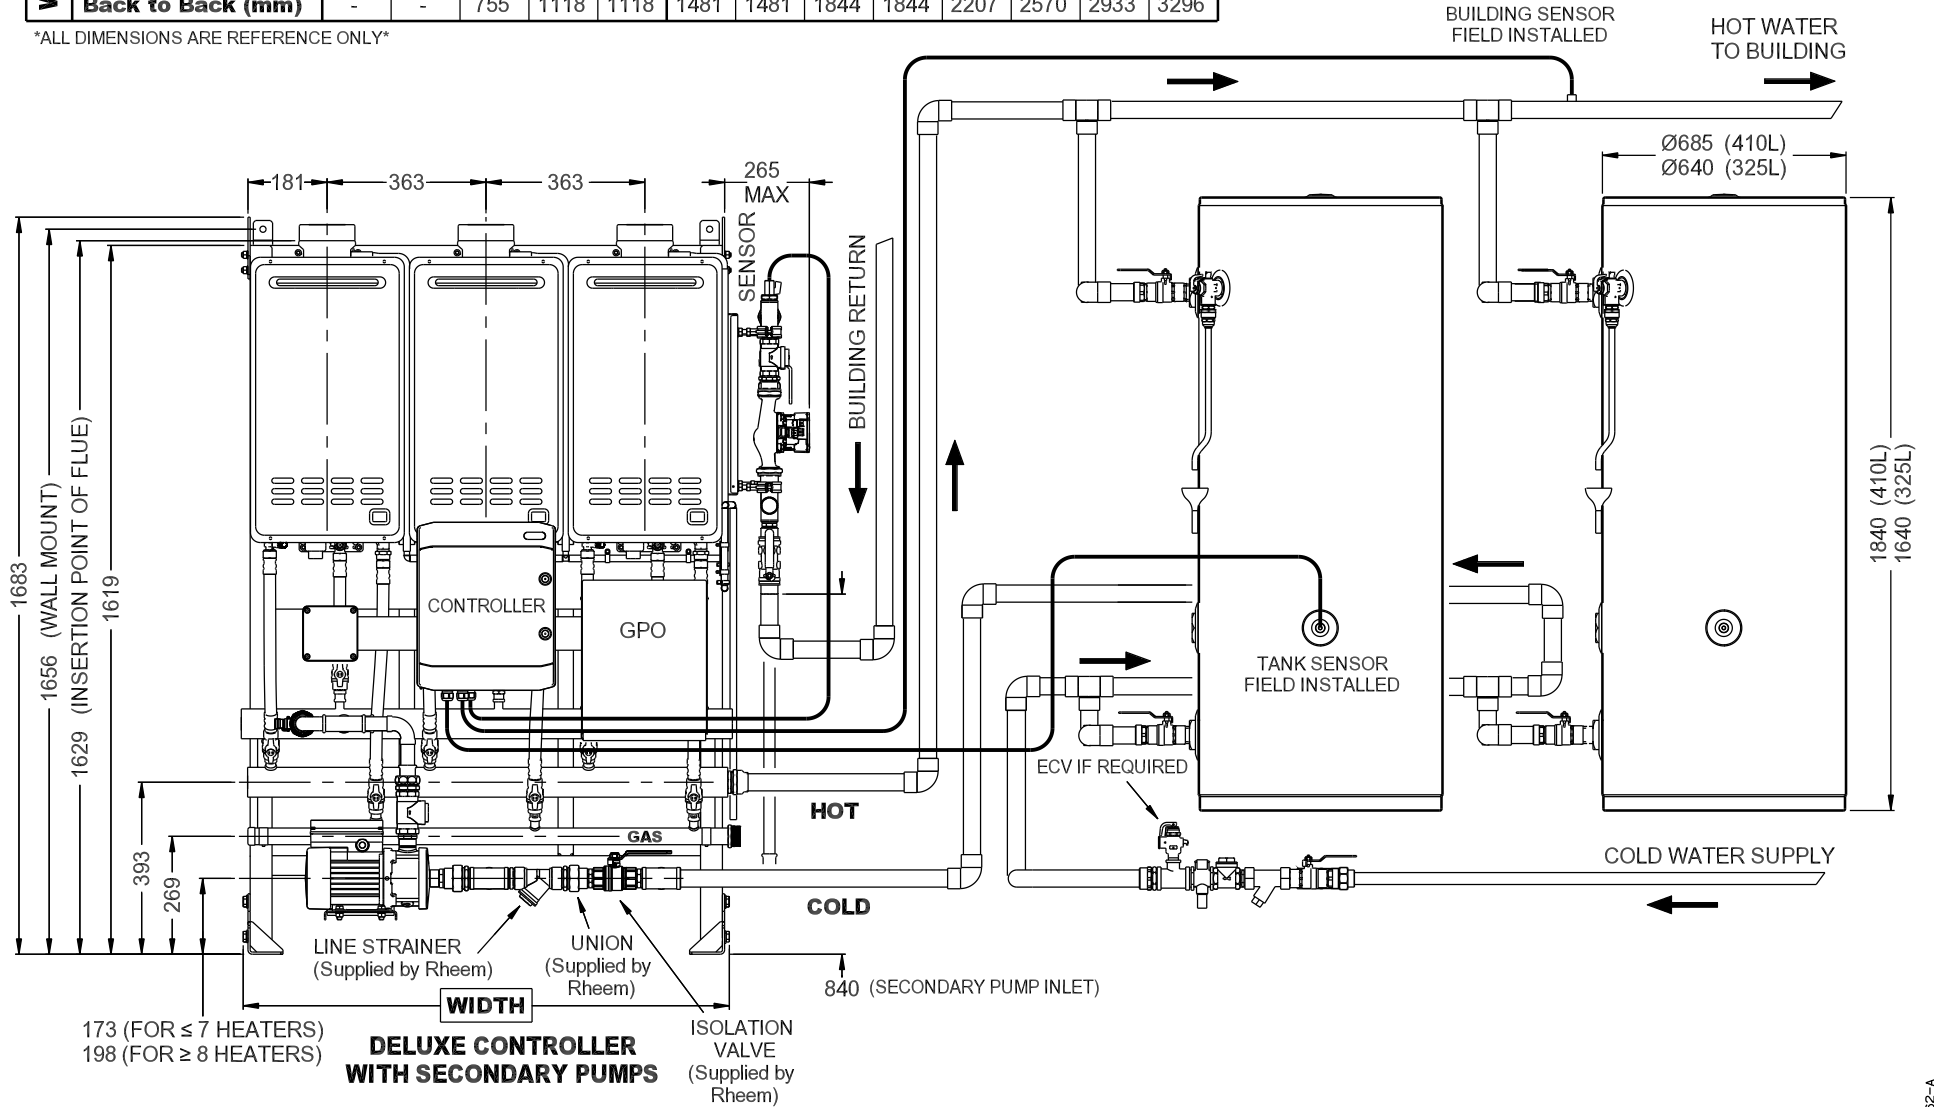 Back to Back (mm) - - 755 1118 1118 1481 1481 1844 1844 2207 2570 2933 3296
*ALL DIMENSIONS ARE REFERENCE ONLY*
BUILDING SENSOR
FIELD INSTALLED
HOT WATER
TO BUILDING
Ø685 (410L)
Ø640 (325L)
181
363
363
265
MAX
SENSOR
BUILDING RETURN
1683
1656 (WALL MOUNT)
1629 (INSERTION POINT OF FLUE)
1619
CONTROLLER
GPO
TANK SENSOR
FIELD INSTALLED
1840 (410L)
1640 (325L)
ECV IF REQUIRED
HOT
GAS
393
269
COLD WATER SUPPLY
COLD
LINE STRAINER
(Supplied by Rheem)
UNION
(Supplied by
Rheem)
840 (SECONDARY PUMP INLET)
WIDTH
173 (FOR ≤ 7 HEATERS)
198 (FOR ≥ 8 HEATERS)
DELUXE CONTROLLER
WITH SECONDARY PUMPS
ISOLATION
VALVE
(Supplied by
Rheem)